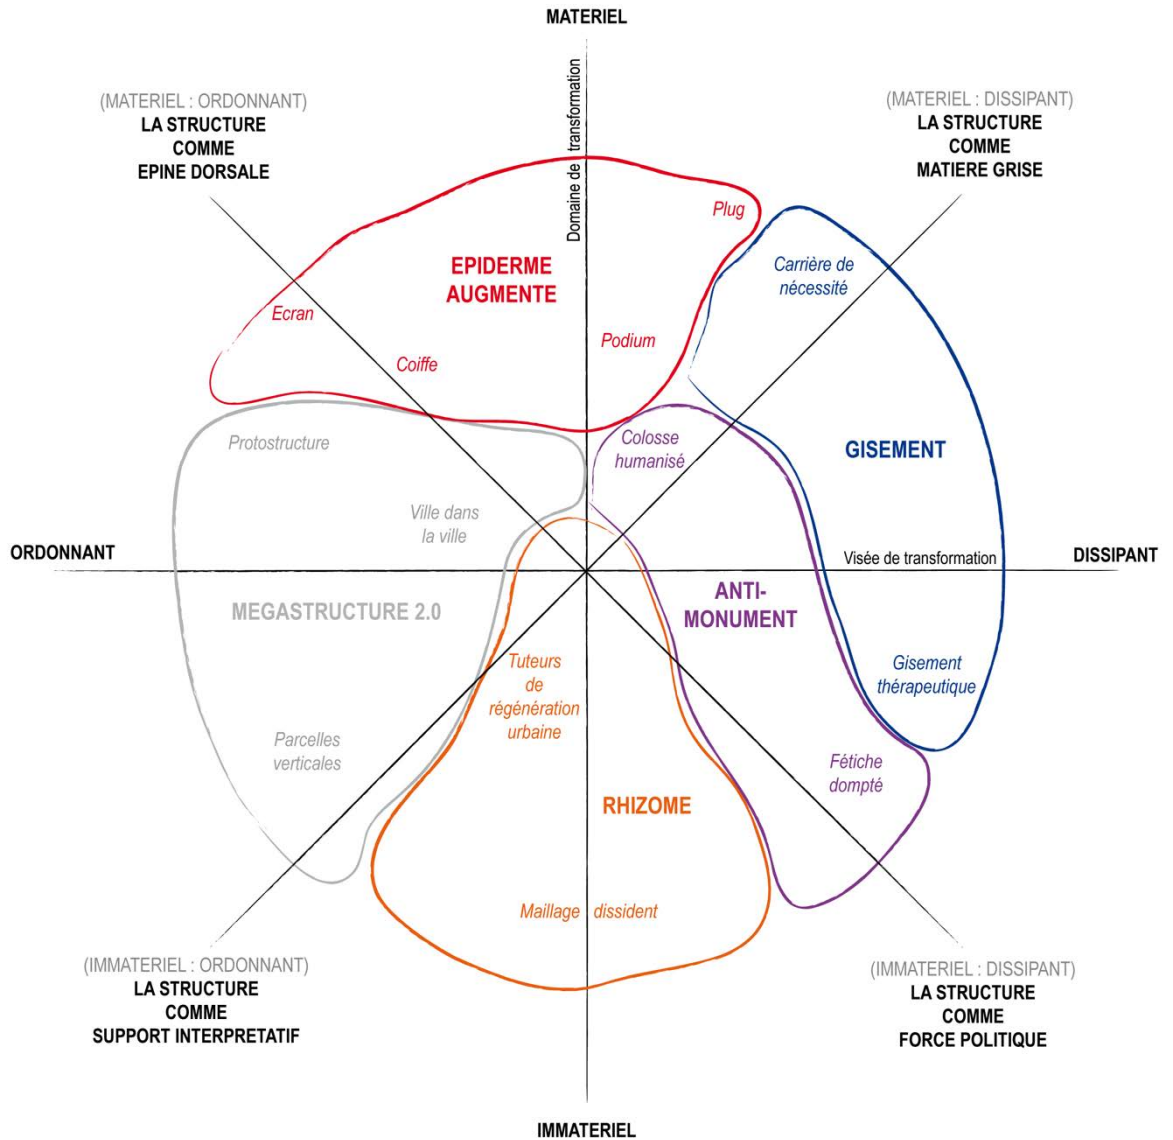 MATERIEL
Domaine de transformation
(MATERIEL : ORDONNANT)
LA STRUCTURE
COMME
EPINE DORSALE
(MATERIEL : DISSIPANT)
LA STRUCTURE
COMME
MATIERE GRISE
EPIDERME
AUGMENTE
Plug
Ecran
Coiffe
Podium
Carrière de
nécessité
GISEMENT
Gisement
thérapeutique
Protostructure
Ville dans
la ville
MEGASTRUCTURE 2.0
Parcelles
verticales
Colosse
humanisé
ANTI-
MONUMENT
Fétiche
dompté
ORDONNANT
Visée de transformation
DISSIPANT
Tuteurs
de
régénération
urbaine
RHIZOME
Maillage dissident
(IMMATERIEL : ORDONNANT)
LA STRUCTURE
COMME
SUPPORT INTERPRETATIF
(IMMATERIEL : DISSIPANT)
LA STRUCTURE
COMME
FORCE POLITIQUE
IMMATERIEL